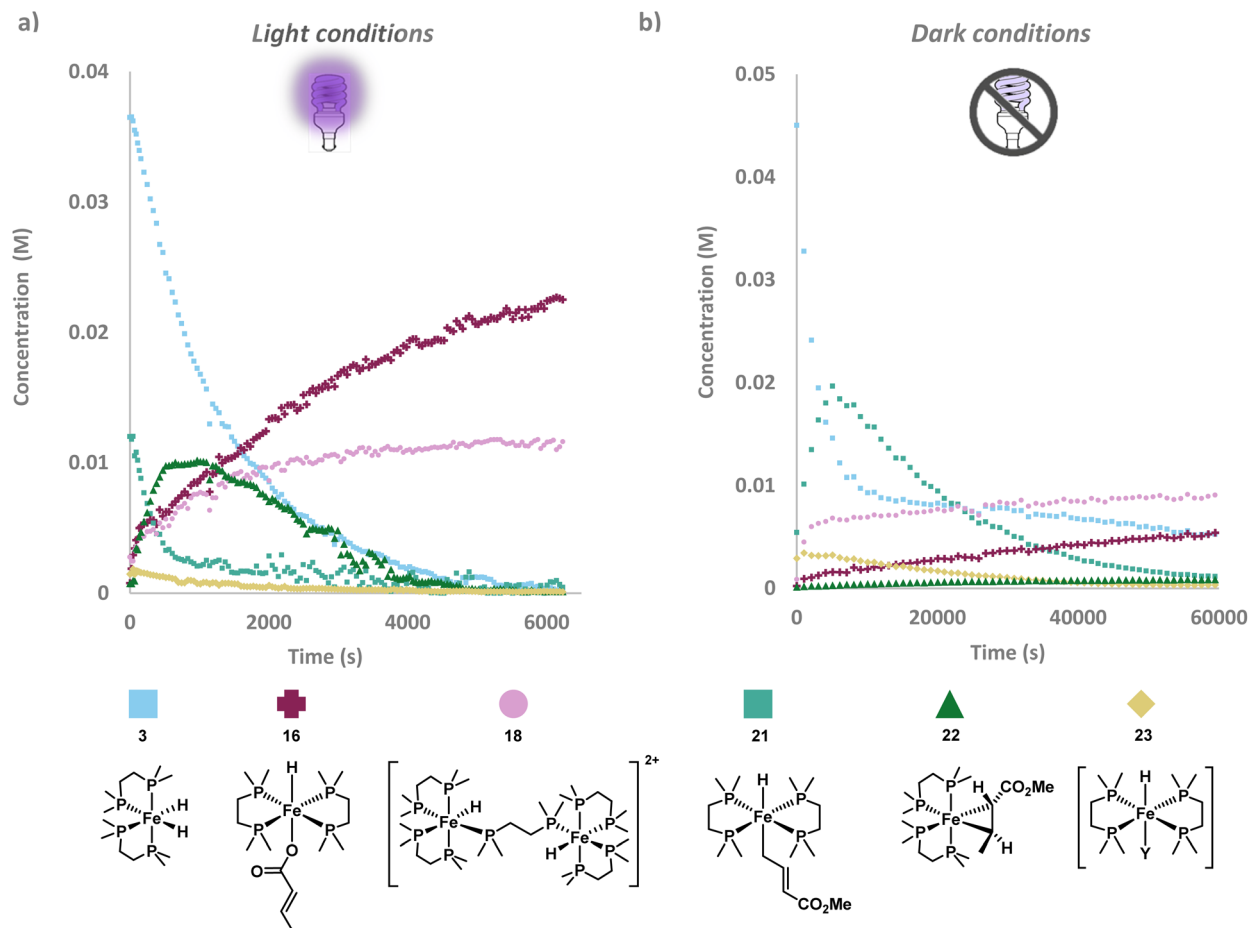 a)
Light conditions
0.04
0.03
0.02
0.01
0
Concentration (M)
0
2000
4000
6000
Time (s)
b)
Dark conditions
0.05
0.04
0.03
0.02
0.01
0
Concentration (M)
0
20000
40000
60000
Time (s)
3
16
18
21
22
23
P
P
Fe
H
H
P
P
H
P
P
Fe
P
P
O
O
2+
P
P
H
Fe
P
P
P
P
P
Fe
H
P
P
P
H
P
P
Fe
P
P
CO2Me
P
P
Fe
P
P
H
CO2Me
H
H
P
P
Fe
P
P
Y